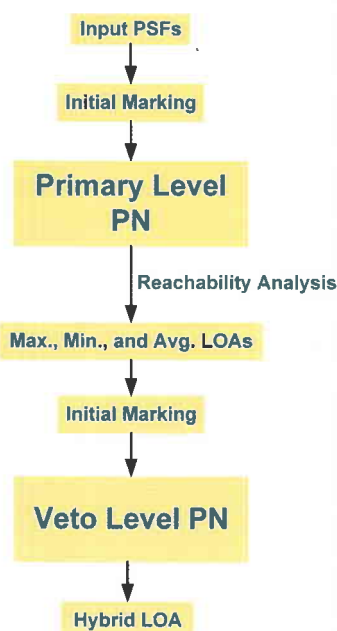 Input PSFs
Initial Marking
Primary Level
PN
Reachability Analysis
Max., Min., and Avg. LOAs
Initial Marking
Veto Level PN
Hybrid LOA